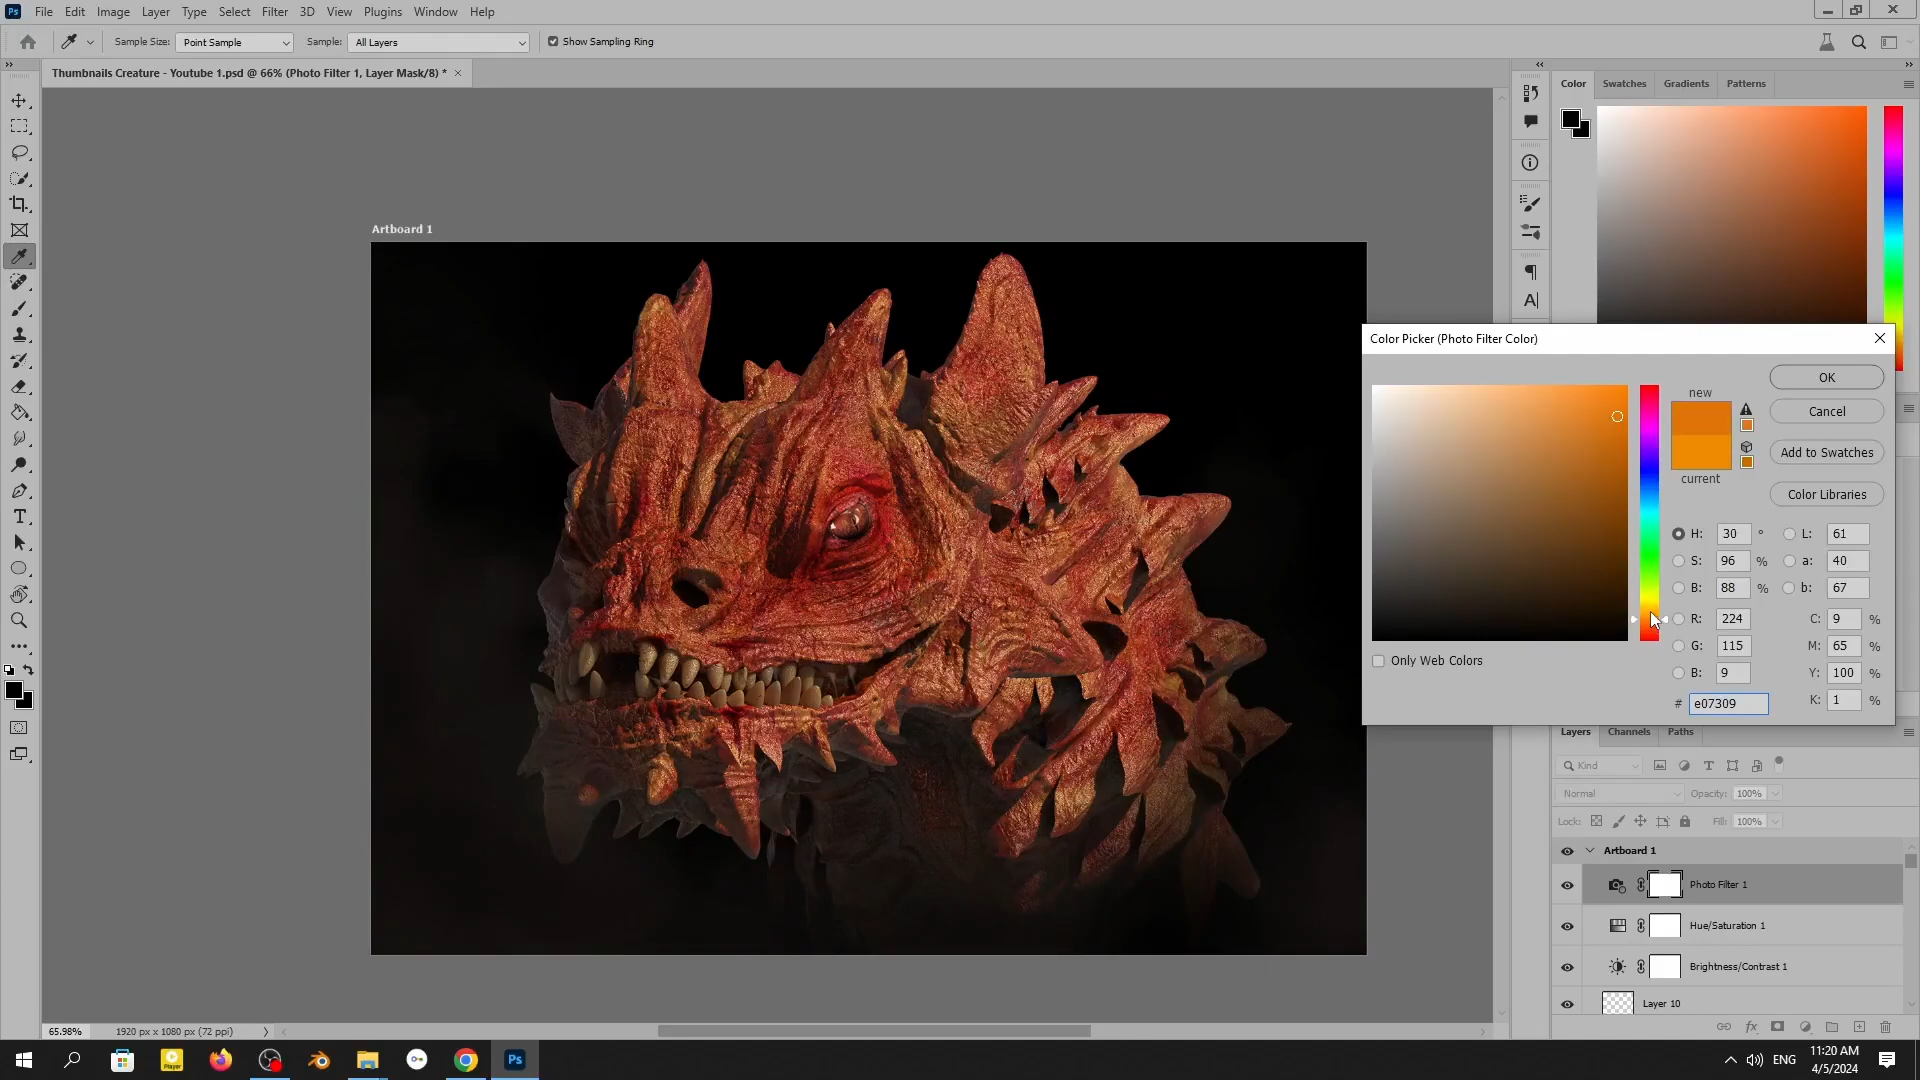 Ps File Edit Image Layer Type Select Filter 3D View Plugins Window Help
Sample Size: Point Sample Sample: All Layers Show Sampling Ring
Thumbnails Creature - Youtube 1.psd @ 66% (Photo Filter 1, Layer Mask/8) * ×
Color Swatches Gradients Patterns
Artboard 1
Color Picker (Photo Filter Color)
new
current
OK
Cancel
Add to Swatches
Color Libraries
H: 30 ° L: 61
S: 96 % a: 40
B: 88 % b: 67
R: 224 C: 9 %
G: 115 M: 65 %
B: 9 Y: 100 %
# e07309 K: 1 %
Only Web Colors
Layers Channels Paths
Kind
Normal Opacity: 100%
Lock: Fill: 100%
Artboard 1
Photo Filter 1
Hue/Saturation 1
Brightness/Contrast 1
Layer 10
65.98% 1920 px x 1080 px (72 ppi)
Player
Ps
ENG
11:20 AM
4/5/2024